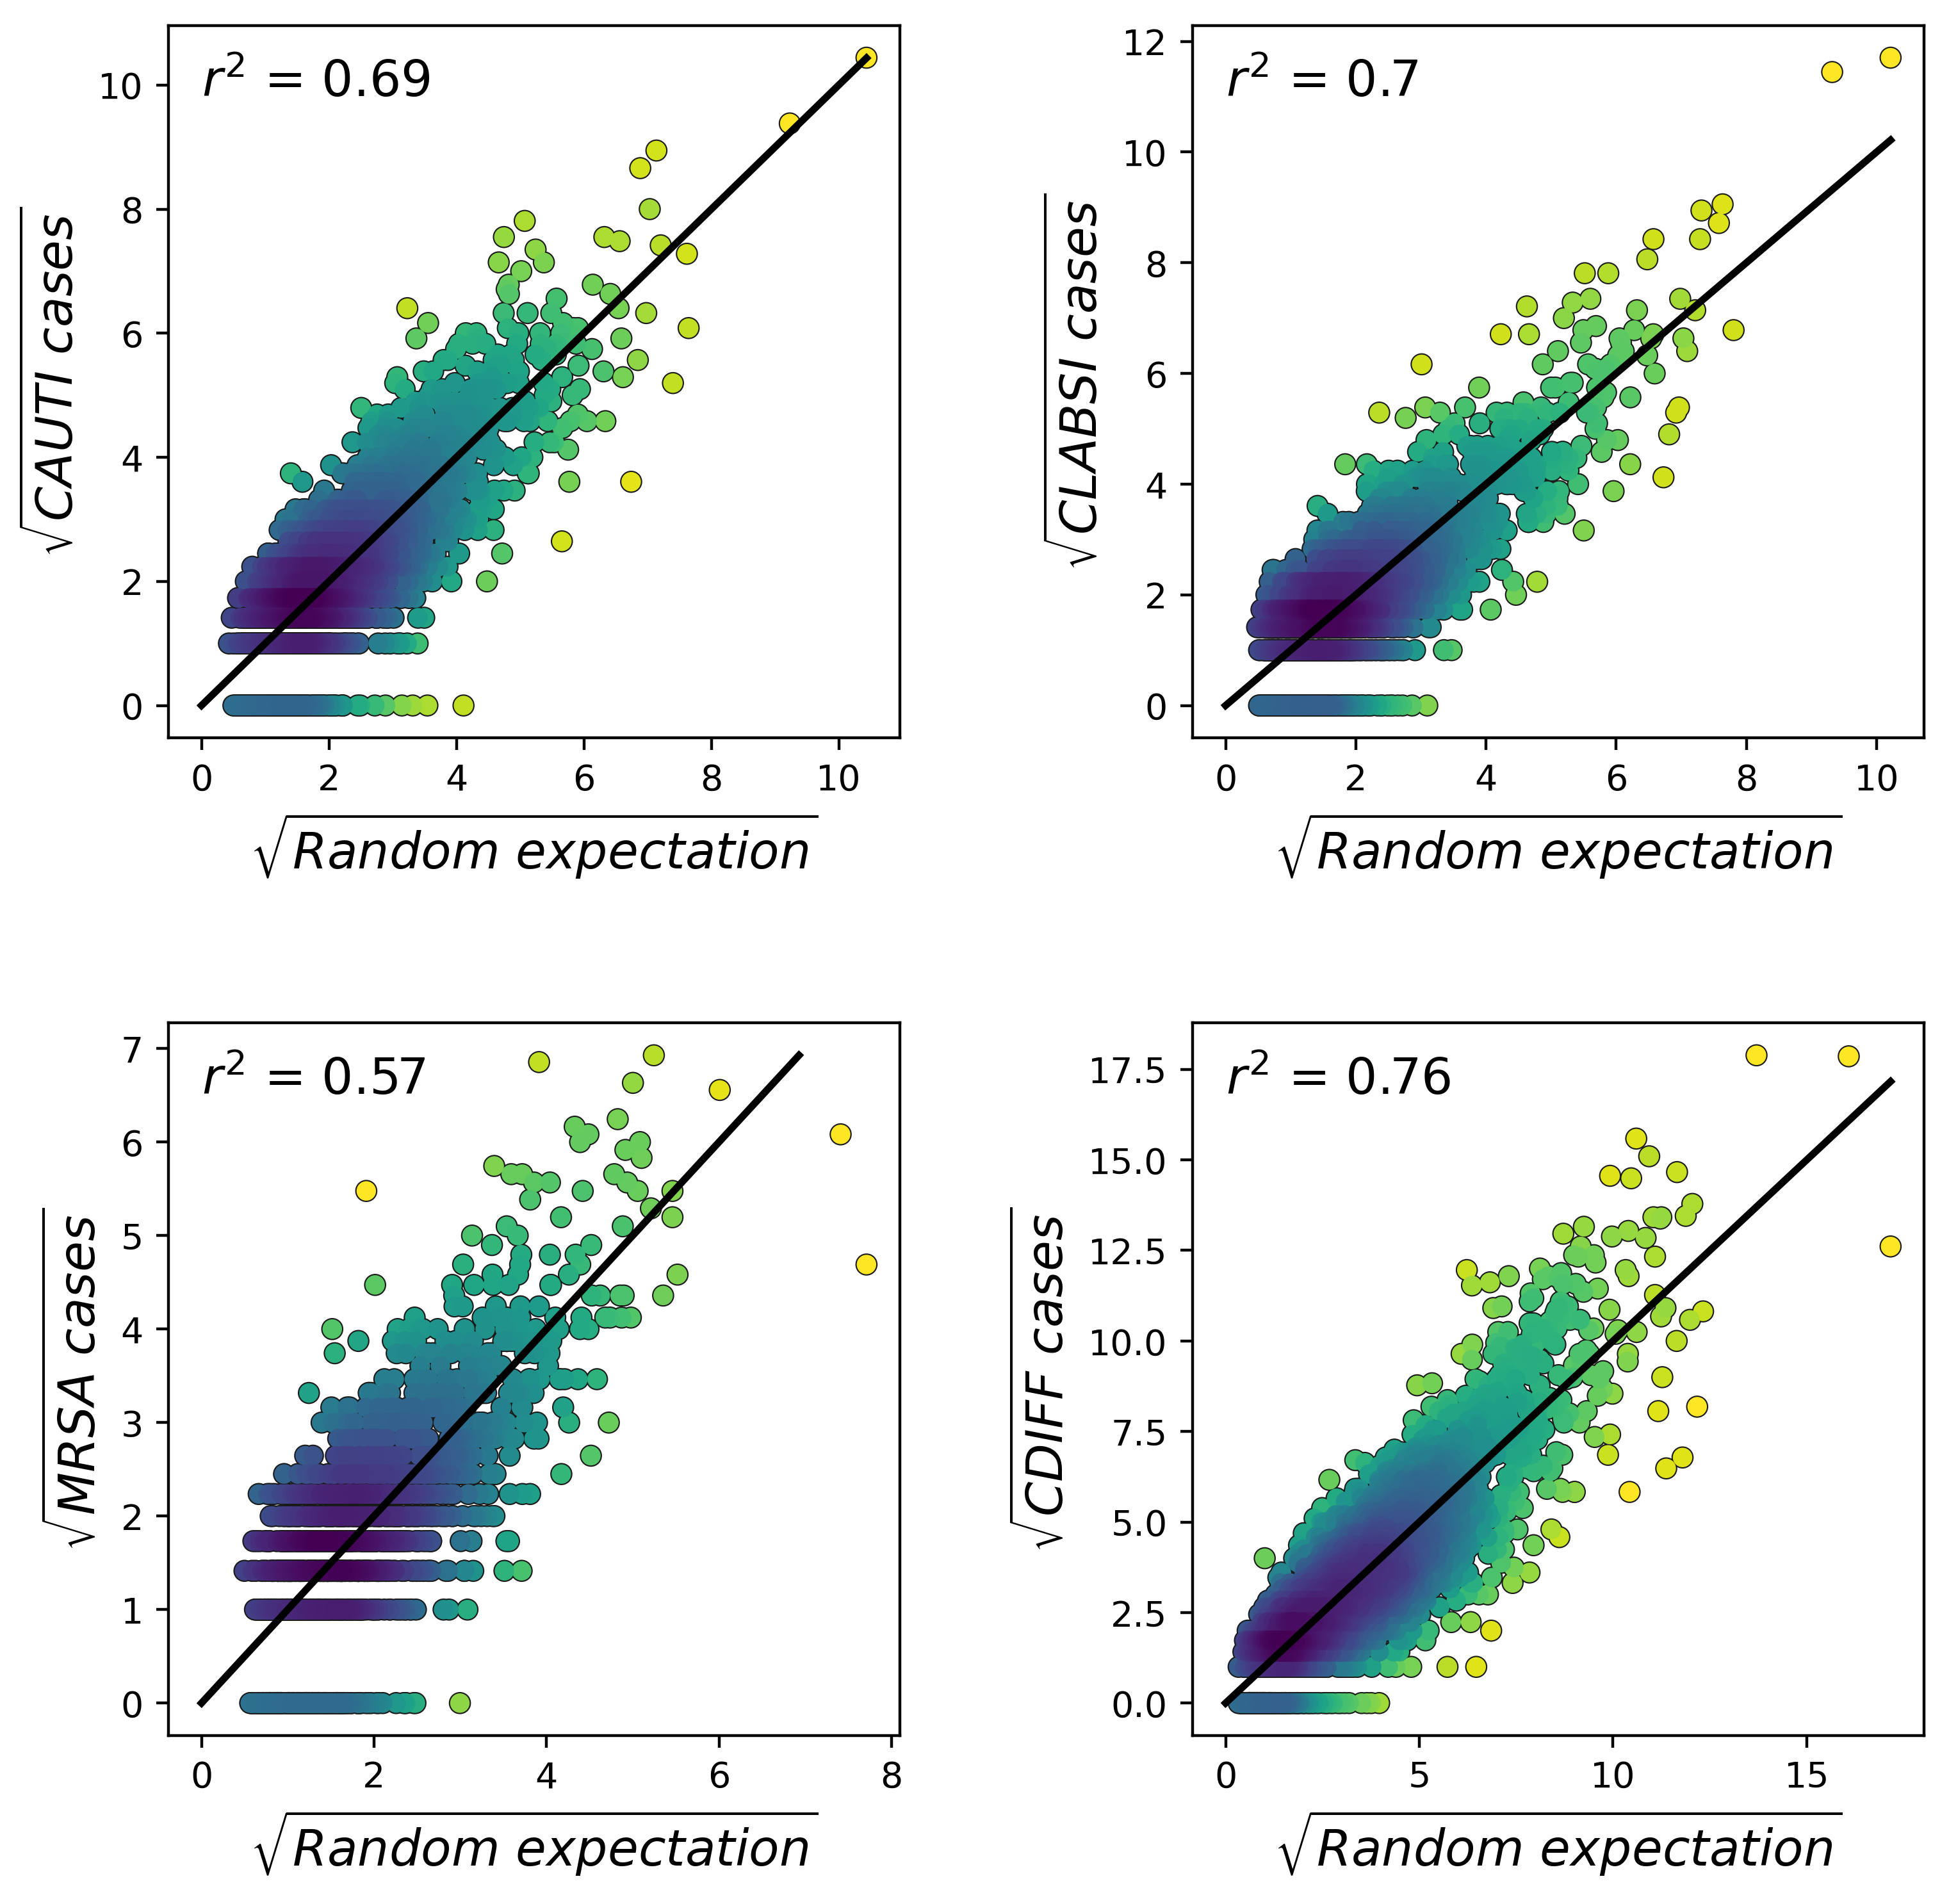 r² = 0.69
10
8
6
4
2
0
√CAUTI cases
0 2 4 6 8 10
√Random expectation
r² = 0.7
12
10
8
6
4
2
0
√CLABSI cases
0 2 4 6 8 10
√Random expectation
r² = 0.57
7
6
5
4
3
2
1
0
√MRSA cases
0 2 4 6 8
√Random expectation
r² = 0.76
17.5
15.0
12.5
10.0
7.5
5.0
2.5
0.0
√CDIFF cases
0 5 10 15
√Random expectation